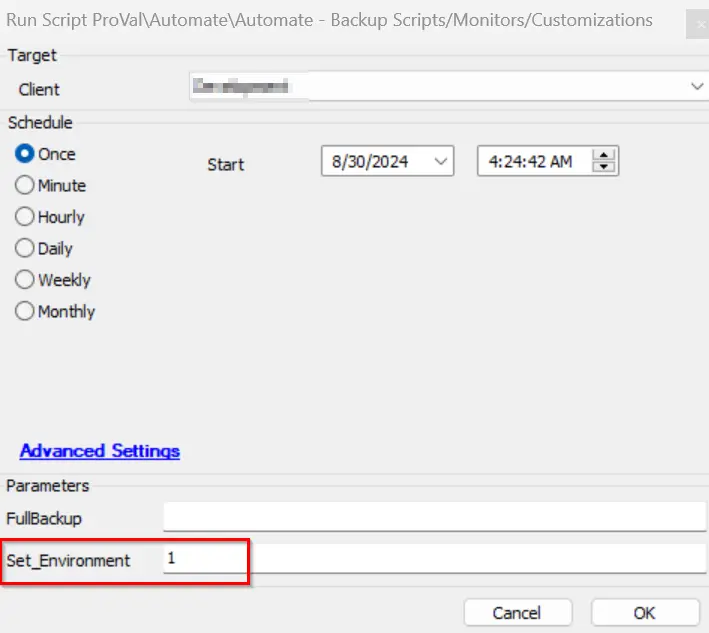 Run Script ProVal\Automate\Automate - Backup Scripts/Monitors/Customizations
Target
Client
Schedule
Once
Start
8/30/2024
4:24:42 AM
Minute
Hourly
Daily
Weekly
Monthly
Advanced Settings
Parameters
FullBackup
Set_Environment 1
Cancel
OK